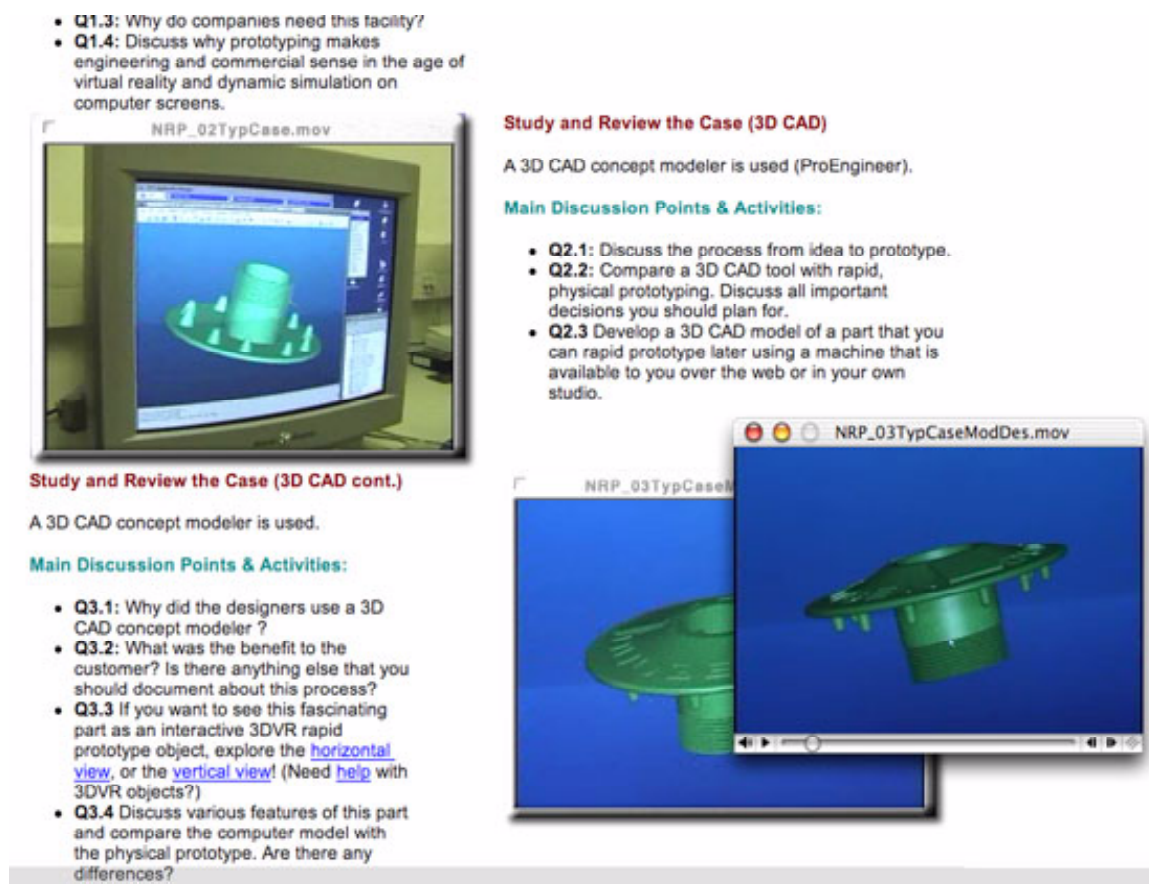 • Q1.3: Why do companies need this facility?
• Q1.4: Discuss why prototyping makes
engineering and commercial sense in the age of
virtual reality and dynamic simulation on
computer screens.
NRP_02TypCase.mov
Study and Review the Case (3D CAD)
A 3D CAD concept modeler is used (ProEngineer).
Main Discussion Points & Activities:
• Q2.1: Discuss the process from idea to prototype.
• Q2.2: Compare a 3D CAD tool with rapid,
physical prototyping. Discuss all important
decisions you should plan for.
• Q2.3 Develop a 3D CAD model of a part that you
can rapid prototype later using a machine that is
available to you over the web or in your own
studio.
Study and Review the Case (3D CAD cont.)
A 3D CAD concept modeler is used.
Main Discussion Points & Activities:
• Q3.1: Why did the designers use a 3D
CAD concept modeler ?
• Q3.2: What was the benefit to the
customer? Is there anything else that you
should document about this process?
• Q3.3 If you want to see this fascinating
part as an interactive 3DVR rapid
prototype object, explore the horizontal
view, or the vertical view! (Need help with
3DVR objects?)
• Q3.4 Discuss various features of this part
and compare the computer model with
the physical prototype. Are there any
differences?
NRP_03TypCaseM
NRP_03TypCaseModDes.mov